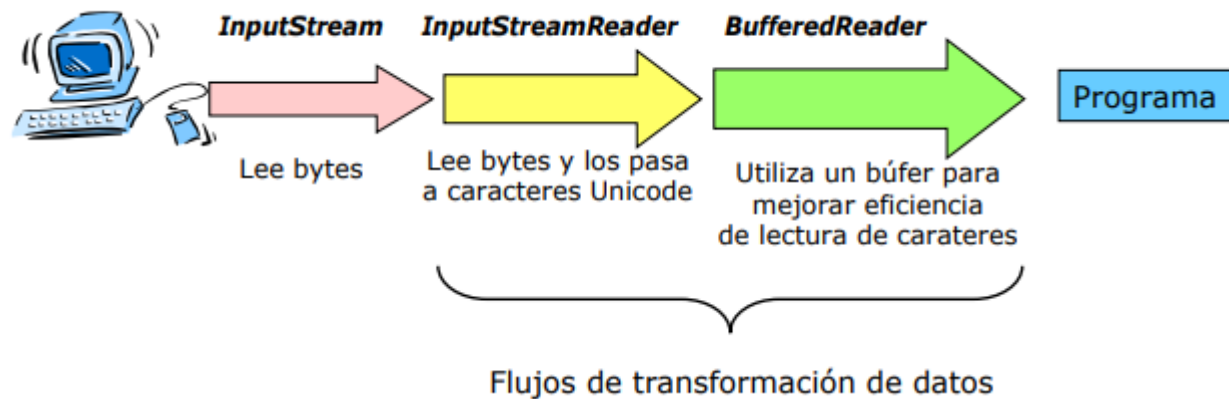 InputStream InputStreamReader BufferedReader
Programa
Lee bytes
Lee bytes y los pasa
a caracteres Unicode
Utiliza un búfer para
mejorar eficiencia
de lectura de carateres
Flujos de transformación de datos